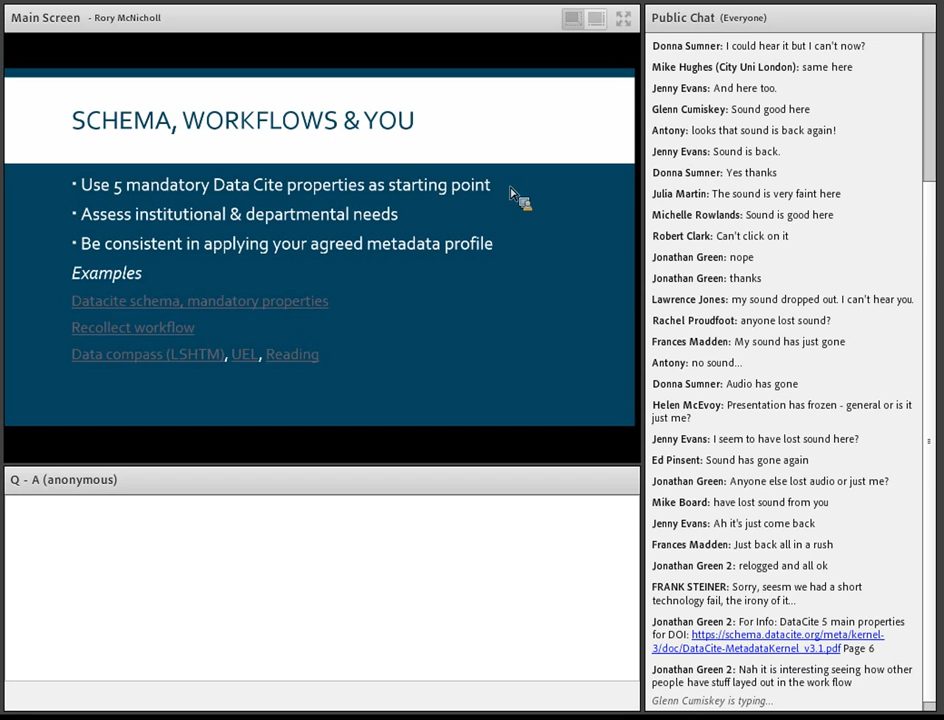 Main Screen - Rory McNicholl
SCHEMA, WORKFLOWS & YOU
· Use 5 mandatory Data Cite properties as starting point
· Assess institutional & departmental needs
· Be consistent in applying your agreed metadata profile
Examples
Datacite schema, mandatory properties
Recollect workflow
Data compass (LSHTM), UEL, Reading
Q - A (anonymous)
Public Chat (Everyone)
Donna Sumner: I could hear it but I can't now?
Mike Hughes (City Uni London): same here
Jenny Evans: And here too.
Glenn Cumiskey: Sound good here
Antony: looks that sound is back again!
Jenny Evans: Sound is back.
Donna Sumner: Yes thanks
Julia Martin: The sound is very faint here
Michelle Rowlands: Sound is good here
Robert Clark: Can't click on it
Jonathan Green: nope
Jonathan Green: thanks
Lawrence Jones: my sound dropped out. I can't hear you.
Rachel Proudfoot: anyone lost sound?
Frances Madden: My sound has just gone
Antony: no sound...
Donna Sumner: Audio has gone
Helen McEvoy: Presentation has frozen - general or is it
just me?
Jenny Evans: I seem to have lost sound here?
Ed Pinsent: Sound has gone again
Jonathan Green: Anyone else lost audio or just me?
Mike Board: have lost sound from you
Jenny Evans: Ah it's just come back
Frances Madden: Just back all in a rush
Jonathan Green 2: relogged and all ok
FRANK STEINER: Sorry, seesm we had a short
technology fail, the irony of it...
Jonathan Green 2: For Info: DataCite 5 main properties
for DOI: https://schema.datacite.org/meta/kernel-
3/doc/DataCite-MetadataKernel_v3.1.pdf Page 6
Jonathan Green 2: Nah it is interesting seeing how other
people have stuff layed out in the work flow
Glenn Cumiskey is typing...